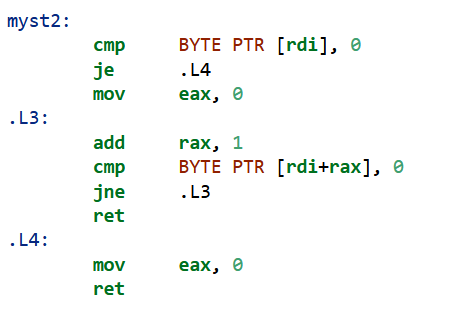 myst2:
cmp BYTE PTR [rdi], 0
je .L4
mov eax, 0
.L3:
add rax, 1
cmp BYTE PTR [rdi+rax], 0
jne .L3
ret
.L4:
mov eax, 0
ret